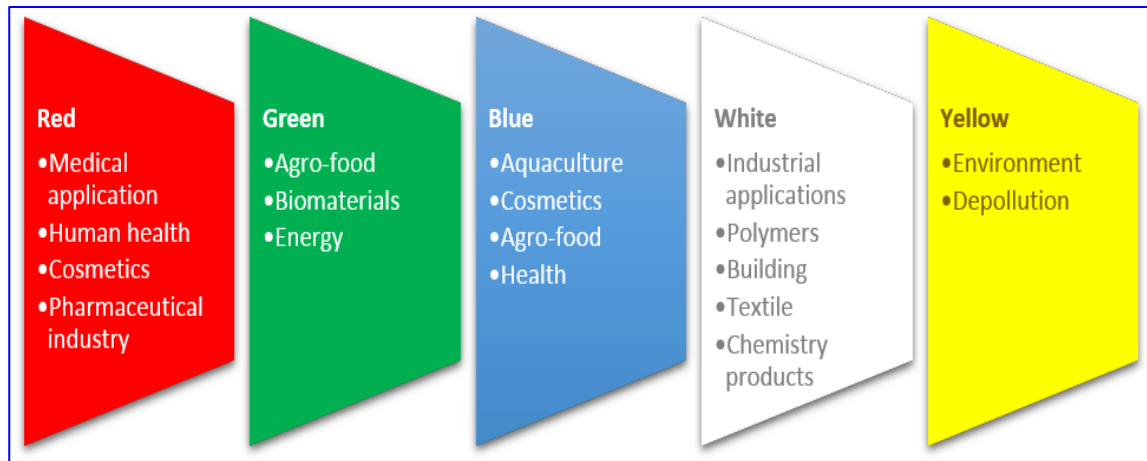 Red
•Medical
application
•Human health
•Cosmetics
•Pharmaceutical
industry
Green
•Agro-food
•Biomaterials
•Energy
Blue
•Aquaculture
•Cosmetics
•Agro-food
•Health
White
•Industrial
applications
•Polymers
•Building
•Textile
•Chemistry
products
Yellow
•Environment
•Depollution